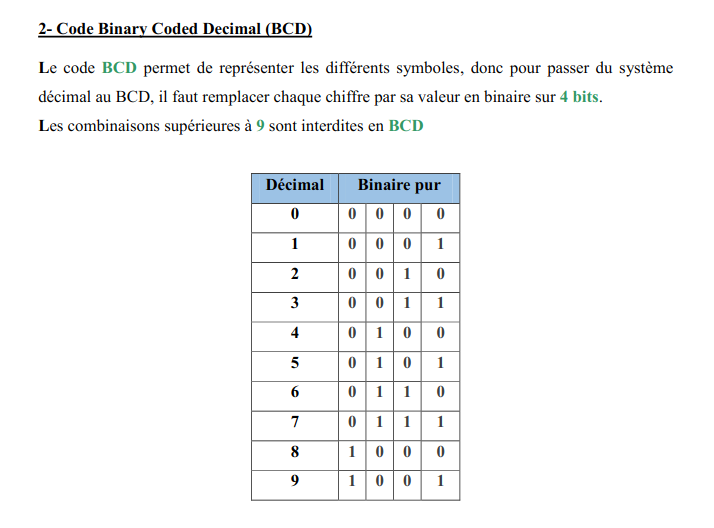 2- Code Binary Coded Decimal (BCD)
Le code BCD permet de représenter les différents symboles, donc pour passer du système
décimal au BCD, il faut remplacer chaque chiffre par sa valeur en binaire sur 4 bits.
Les combinaisons supérieures à 9 sont interdites en BCD
Décimal Binaire pur
0 0 0 0 0
1 0 0 0 1
2 0 0 1 0
3 0 0 1 1
4 0 1 0 0
5 0 1 0 1
6 0 1 1 0
7 0 1 1 1
8 1 0 0 0
9 1 0 0 1